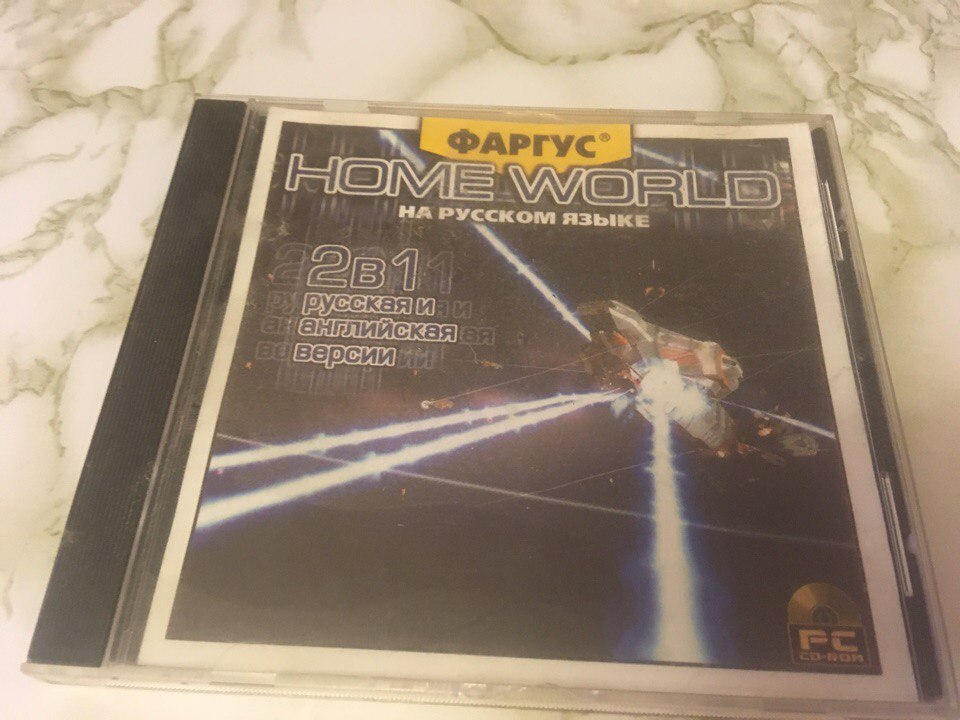 ФАРГУС®
HOME WORLD
НА РУССКОМ ЯЗЫКЕ
2в1
русская и
английская
версии
PC
CD-ROM